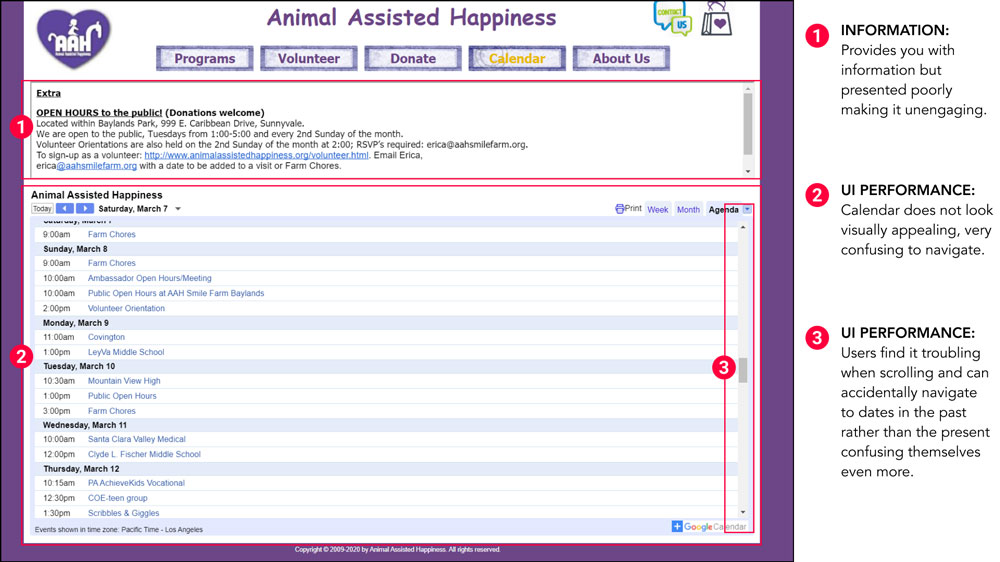 Animal Assisted Happiness
CONTACT
US
AAH
Programs
Volunteer
Donate
Calendar
About Us
1
Extra
OPEN HOURS to the public! (Donations welcome)
Located within Baylands Park, 999 E. Caribbean Drive, Sunnyvale.
We are open to the public, Tuesdays from 1:00-5:00 and every 2nd Sunday of the month.
Volunteer Orientations are also held on the 2nd Sunday of the month at 2:00; RSVP's required: erica@aahsmilefarm.org.
To sign-up as a volunteer: http://www.animalassistedhappiness.org/volunteer.html. Email Erica,
erica@aahsmilefarm.org with a date to be added to a visit or Farm Chores.
2
Animal Assisted Happiness
Today Saturday, March 7 Print Week Month Agenda
Saturday, March 7
9:00am Farm Chores
Sunday, March 8
9:00am Farm Chores
10:00am Ambassador Open Hours/Meeting
10:00am Public Open Hours at AAH Smile Farm Baylands
2:00pm Volunteer Orientation
Monday, March 9
11:00am Covington
1:00pm LeyVa Middle School
Tuesday, March 10
10:30am Mountain View High
1:00pm Public Open Hours
3:00pm Farm Chores
Wednesday, March 11
10:00am Santa Clara Valley Medical
12:00pm Clyde L. Fischer Middle School
Thursday, March 12
10:15am PA AchieveKids Vocational
12:30pm COE-teen group
1:30pm Scribbles & Giggles
Events shown in time zone: Pacific Time - Los Angeles
GoogleCalendar
3
Copyright © 2009-2020 by Animal Assisted Happiness. All rights reserved.
1 INFORMATION:
Provides you with
information but
presented poorly
making it unengaging.
2 UI PERFORMANCE:
Calendar does not look
visually appealing, very
confusing to navigate.
3 UI PERFORMANCE:
Users find it troubling
when scrolling and can
accidentally navigate
to dates in the past
rather than the present
confusing themselves
even more.